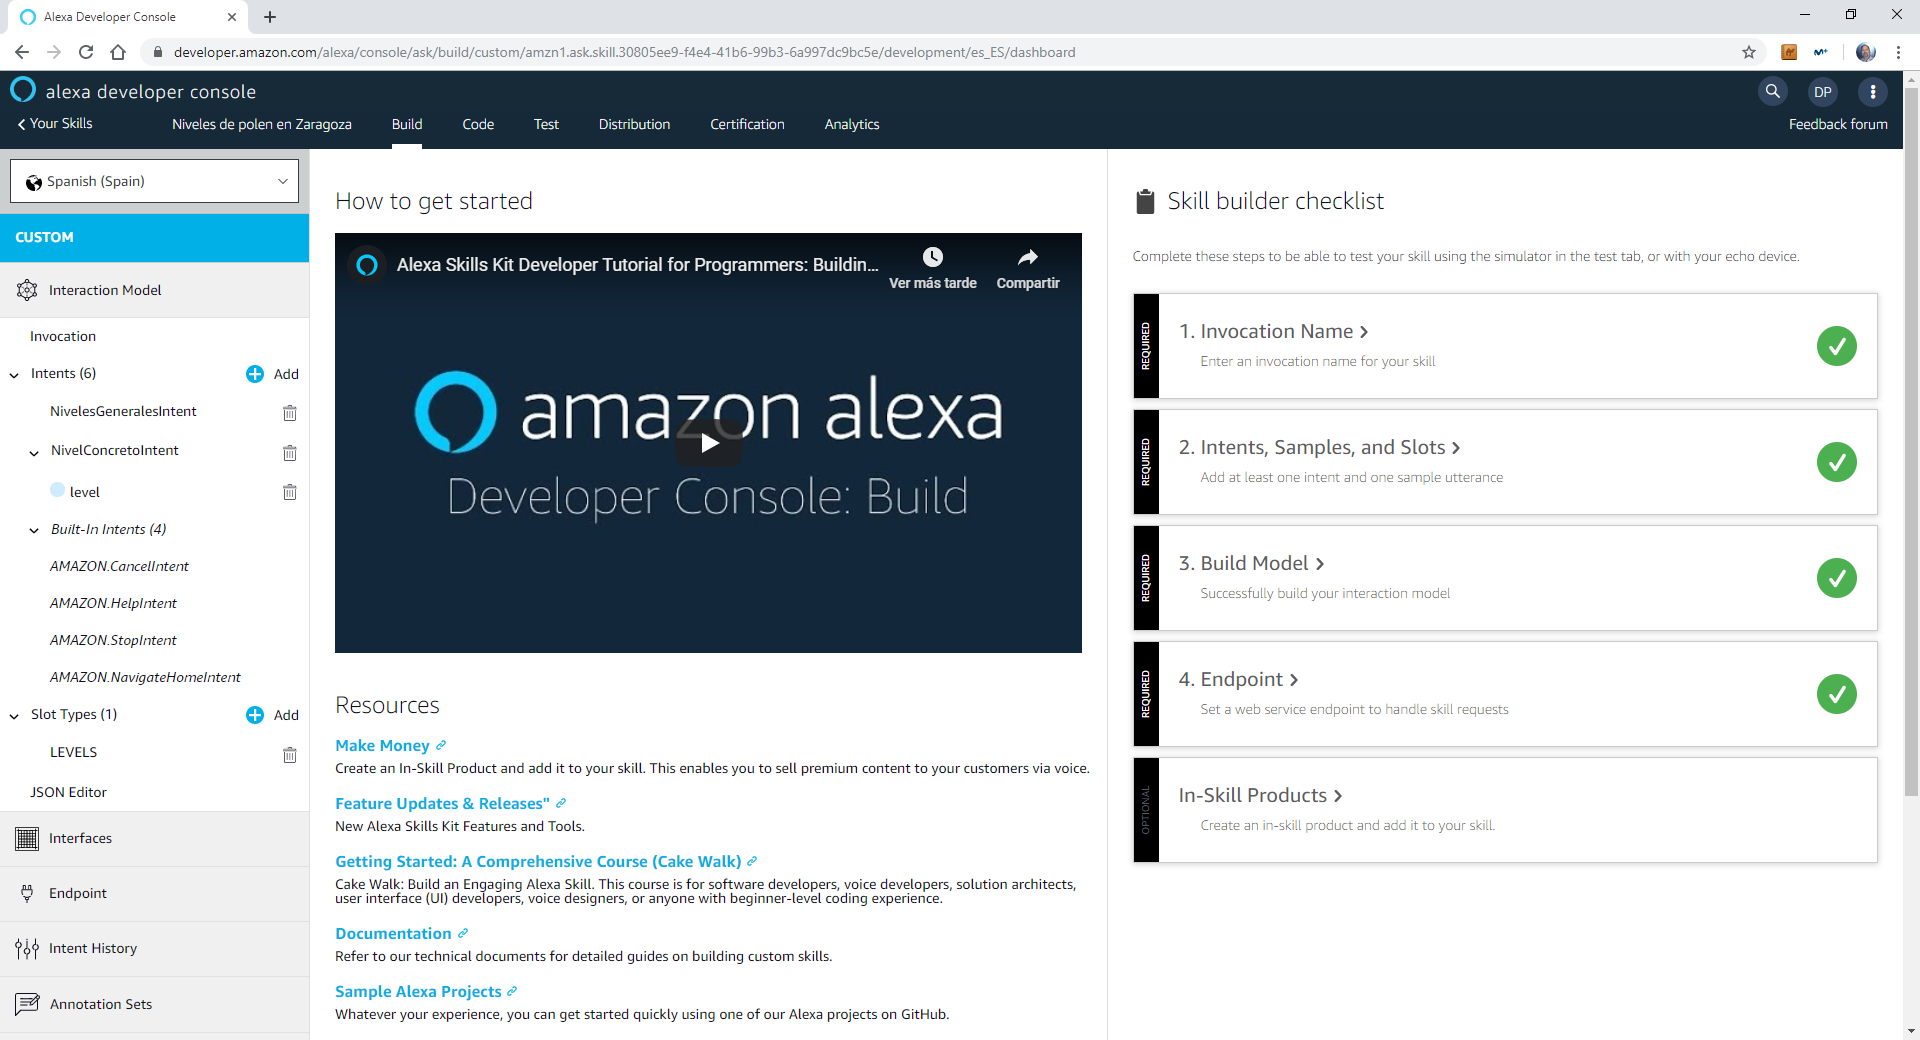 Alexa Developer Console
developer.amazon.com/alexa/console/ask/build/custom/amzn1.ask.skill.30805ee9-f4e4-41b6-99b3-6a997dc9bc5e/development/es_ES/dashboard
alexa developer console
DP
Your Skills
Niveles de polen en Zaragoza
Build
Code
Test
Distribution
Certification
Analytics
Feedback forum
Spanish (Spain)
CUSTOM
Interaction Model
Invocation
Intents (6)
Add
NivelesGeneralesIntent
NivelConcretoIntent
level
Built-In Intents (4)
AMAZON.CancelIntent
AMAZON.HelpIntent
AMAZON.StopIntent
AMAZON.NavigateHomeIntent
Slot Types (1)
Add
LEVELS
JSON Editor
Interfaces
Endpoint
Intent History
Annotation Sets
How to get started
Alexa Skills Kit Developer Tutorial for Programmers: Buildin...
Ver más tarde
Compartir
amazon alexa
Developer Console: Build
Resources
Make Money
Create an In-Skill Product and add it to your skill. This enables you to sell premium content to your customers via voice.
Feature Updates & Releases"
New Alexa Skills Kit Features and Tools.
Getting Started: A Comprehensive Course (Cake Walk)
Cake Walk: Build an Engaging Alexa Skill. This course is for software developers, voice developers, solution architects,
user interface (UI) developers, voice designers, or anyone with beginner-level coding experience.
Documentation
Refer to our technical documents for detailed guides on building custom skills.
Sample Alexa Projects
Whatever your experience, you can get started quickly using one of our Alexa projects on GitHub.
Skill builder checklist
Complete these steps to be able to test your skill using the simulator in the test tab, or with your echo device.
REQUIRED
1. Invocation Name
Enter an invocation name for your skill
REQUIRED
2. Intents, Samples, and Slots
Add at least one intent and one sample utterance
REQUIRED
3. Build Model
Successfully build your interaction model
REQUIRED
4. Endpoint
Set a web service endpoint to handle skill requests
OPTIONAL
In-Skill Products
Create an in-skill product and add it to your skill.